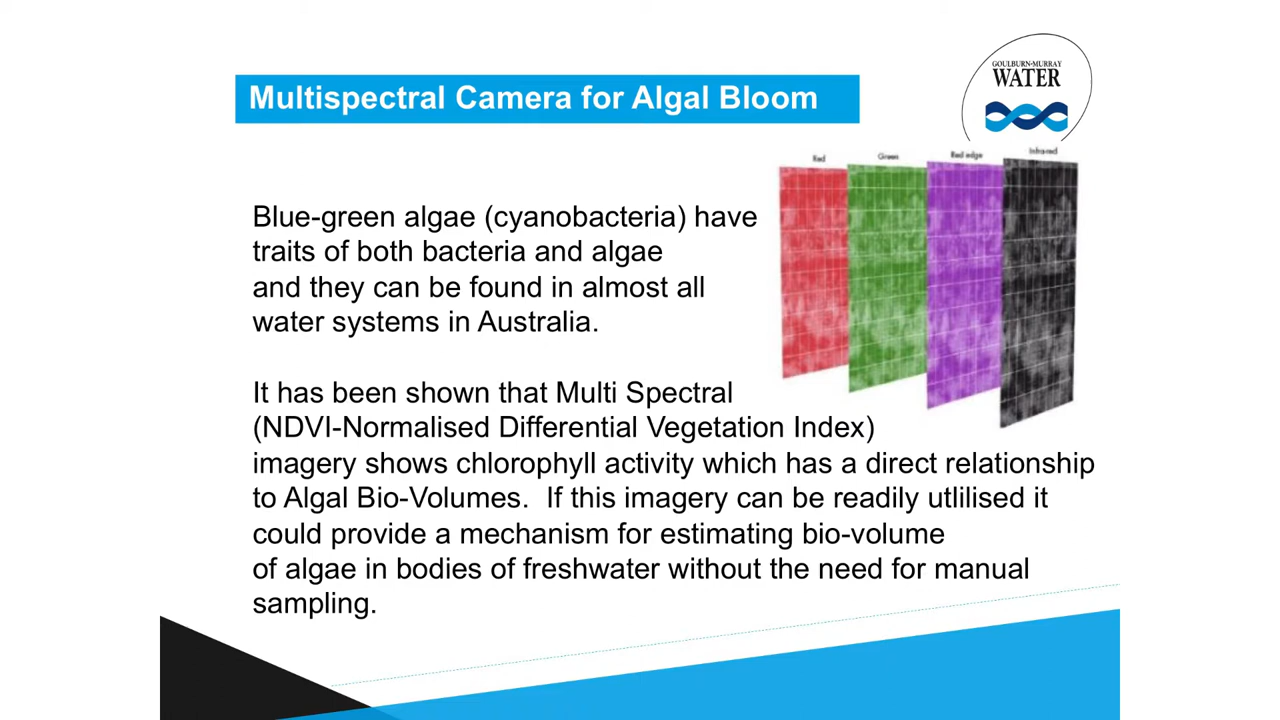 Multispectral Camera for Algal Bloom
GOULBURN-MURRAY
WATER
Red
Green
Red edge
Infra-red
Blue-green algae (cyanobacteria) have
traits of both bacteria and algae
and they can be found in almost all
water systems in Australia.
It has been shown that Multi Spectral
(NDVI-Normalised Differential Vegetation Index)
imagery shows chlorophyll activity which has a direct relationship
to Algal Bio-Volumes.  If this imagery can be readily utlilised it
could provide a mechanism for estimating bio-volume
of algae in bodies of freshwater without the need for manual
sampling.